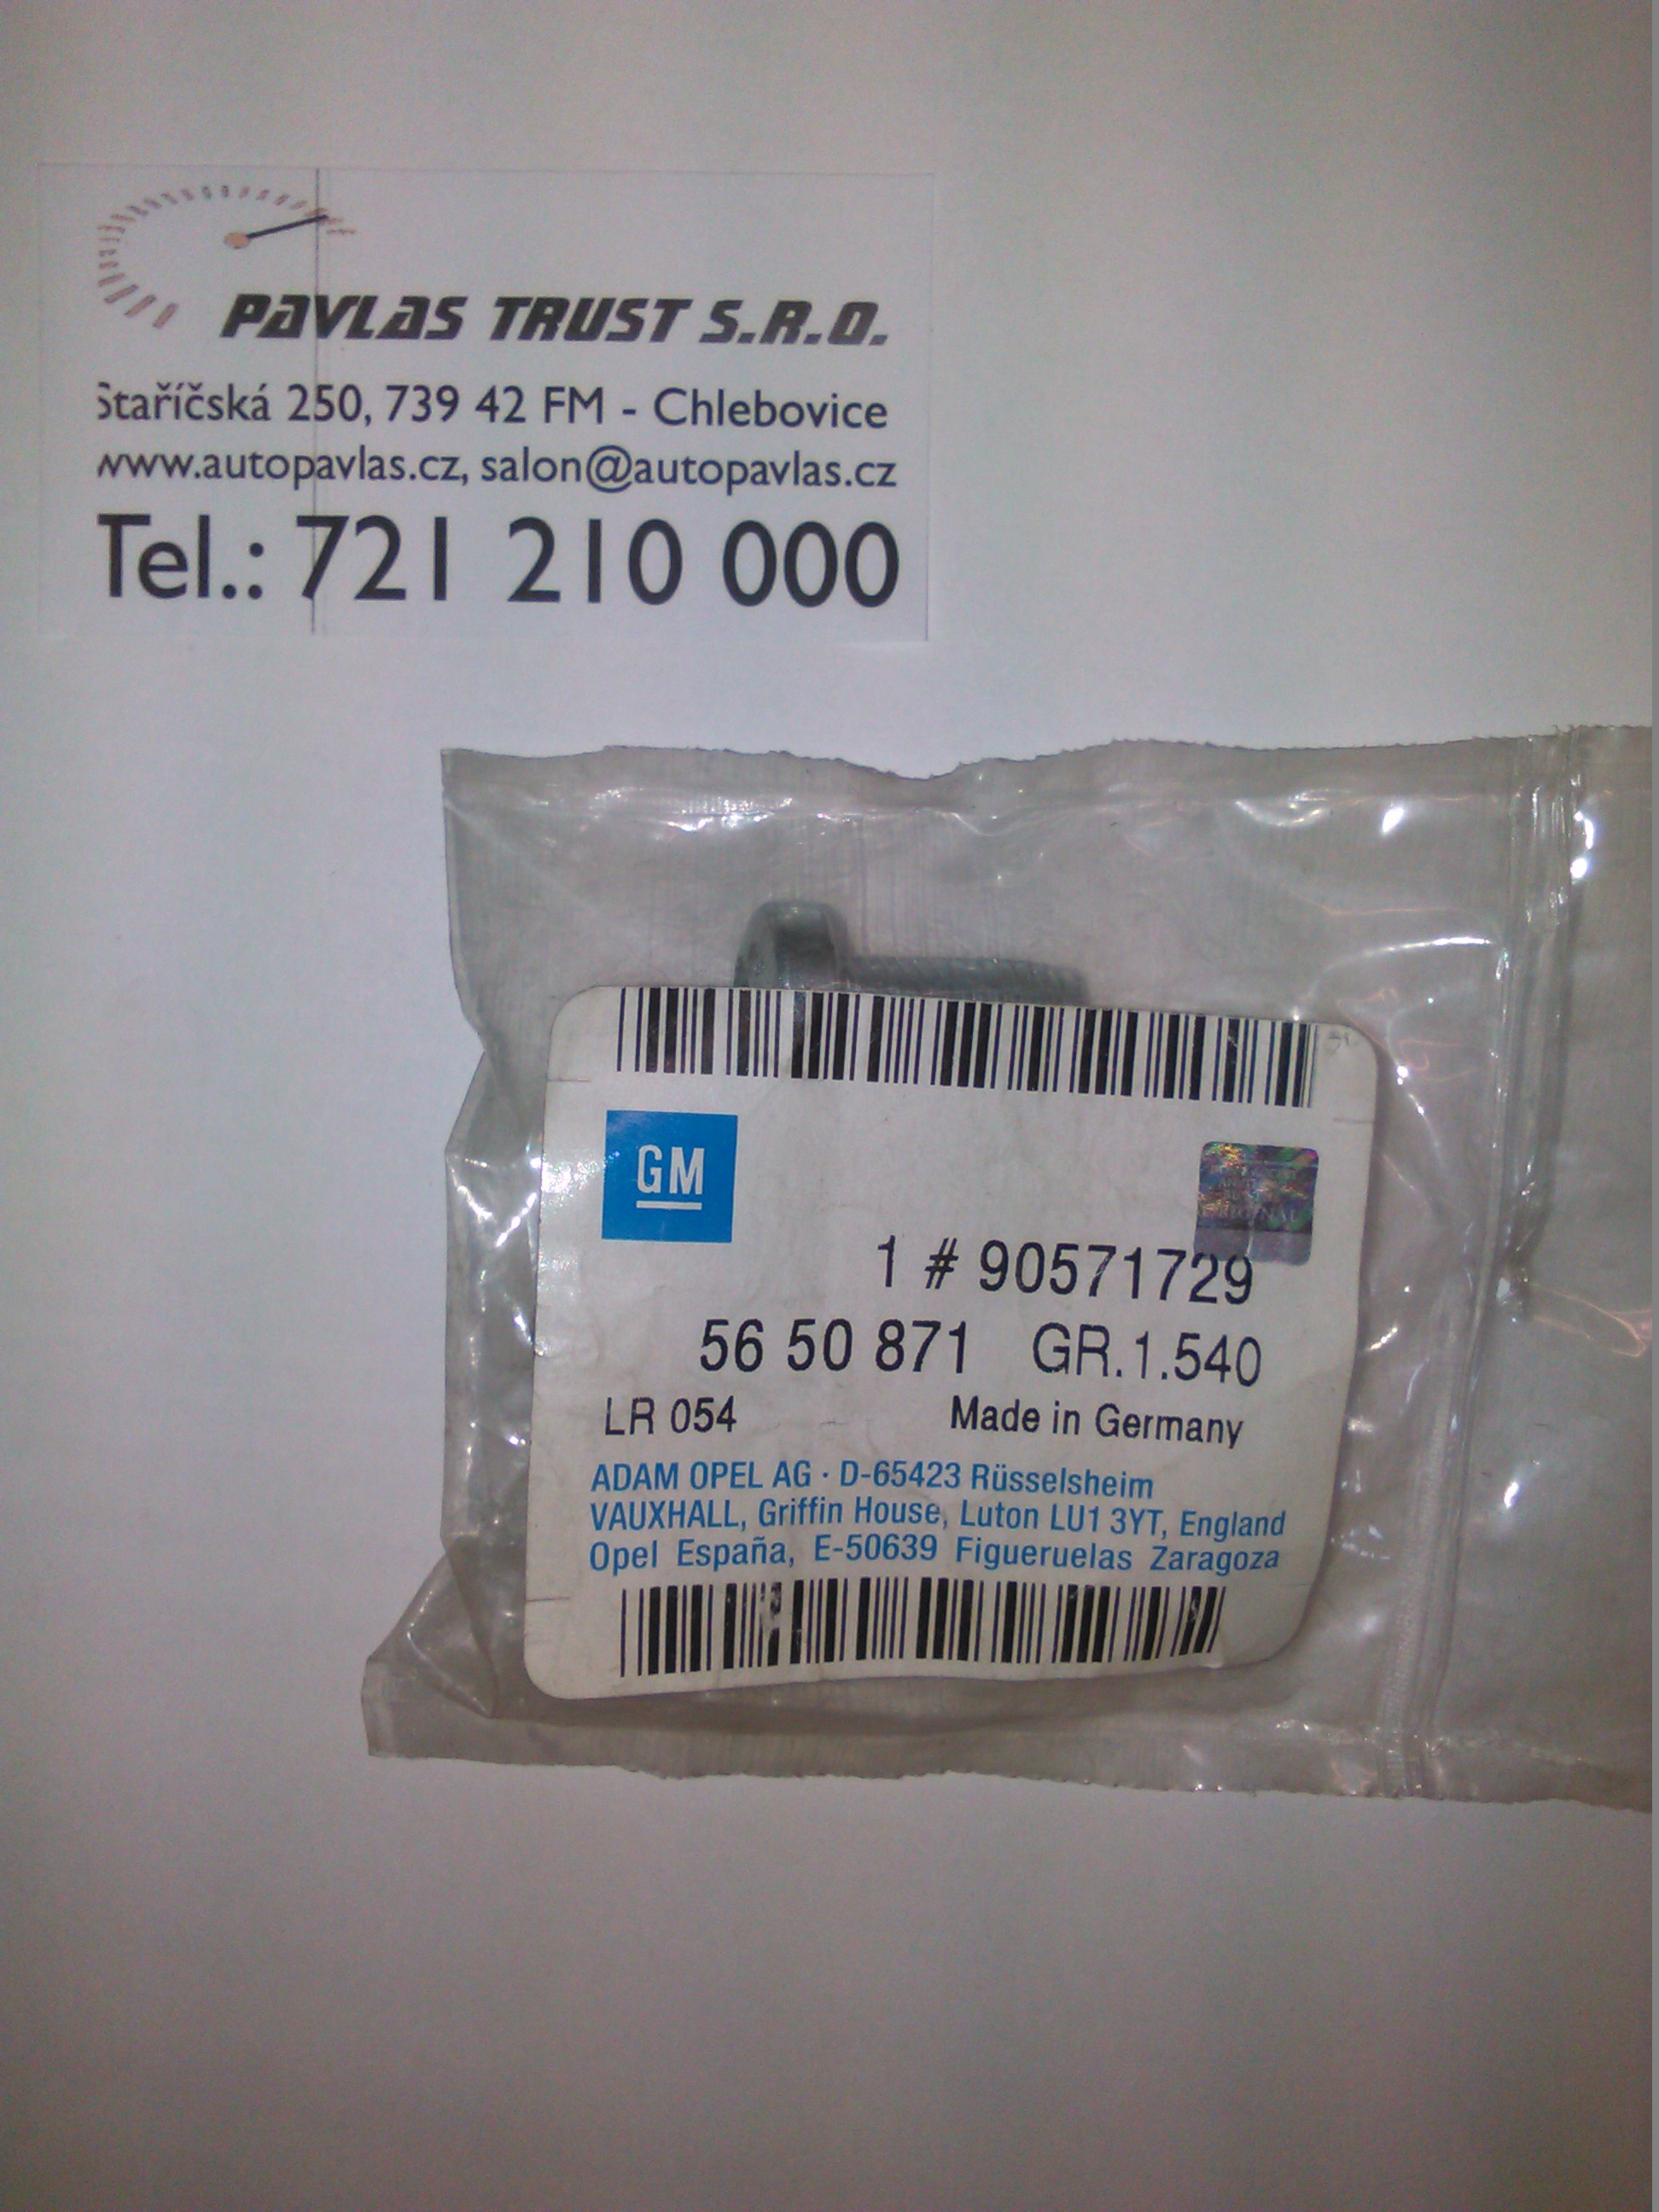 PAVLAS TRUST S.R.O.
Staříčská 250, 739 42 FM - Chlebovice
www.autopavlas.cz, salon@autopavlas.cz
Tel.: 721 210 000
GM
1 # 90571729
56 50 871 GR.1.540
LR 054 Made in Germany
ADAM OPEL AG · D-65423 Rüsselsheim
VAUXHALL, Griffin House, Luton LU1 3YT, England
Opel España, E-50639 Figueruelas Zaragoza